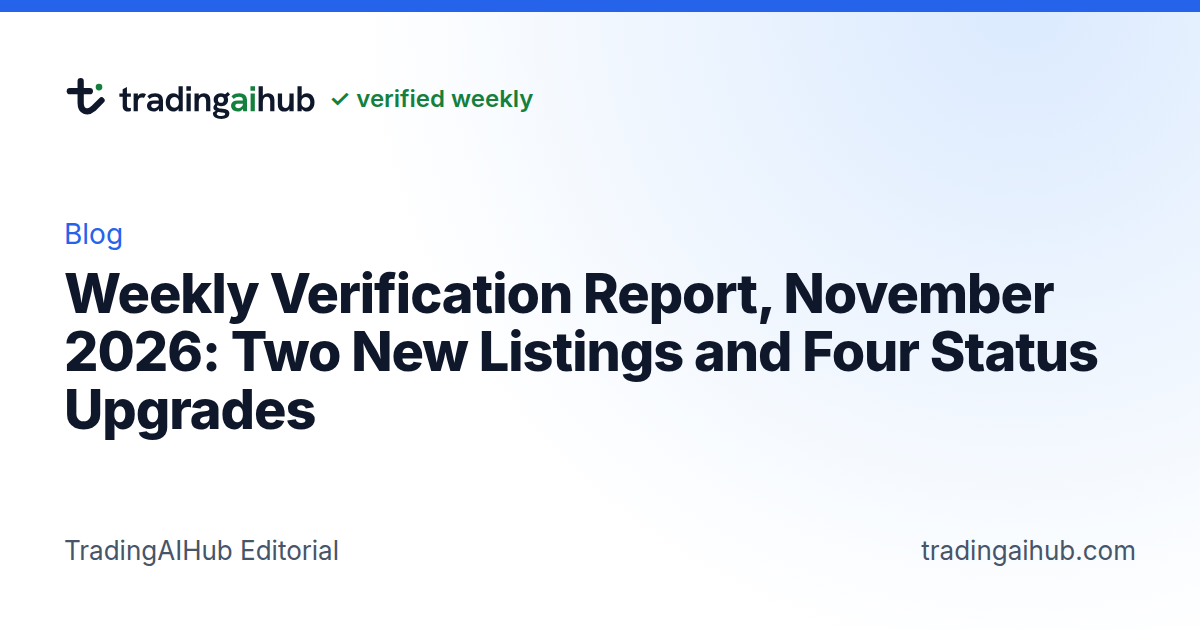 tradingaihub ✓ verified weekly
Blog
Weekly Verification Report, November
2026: Two New Listings and Four Status
Upgrades
TradingAIHub Editorial
tradingaihub.com